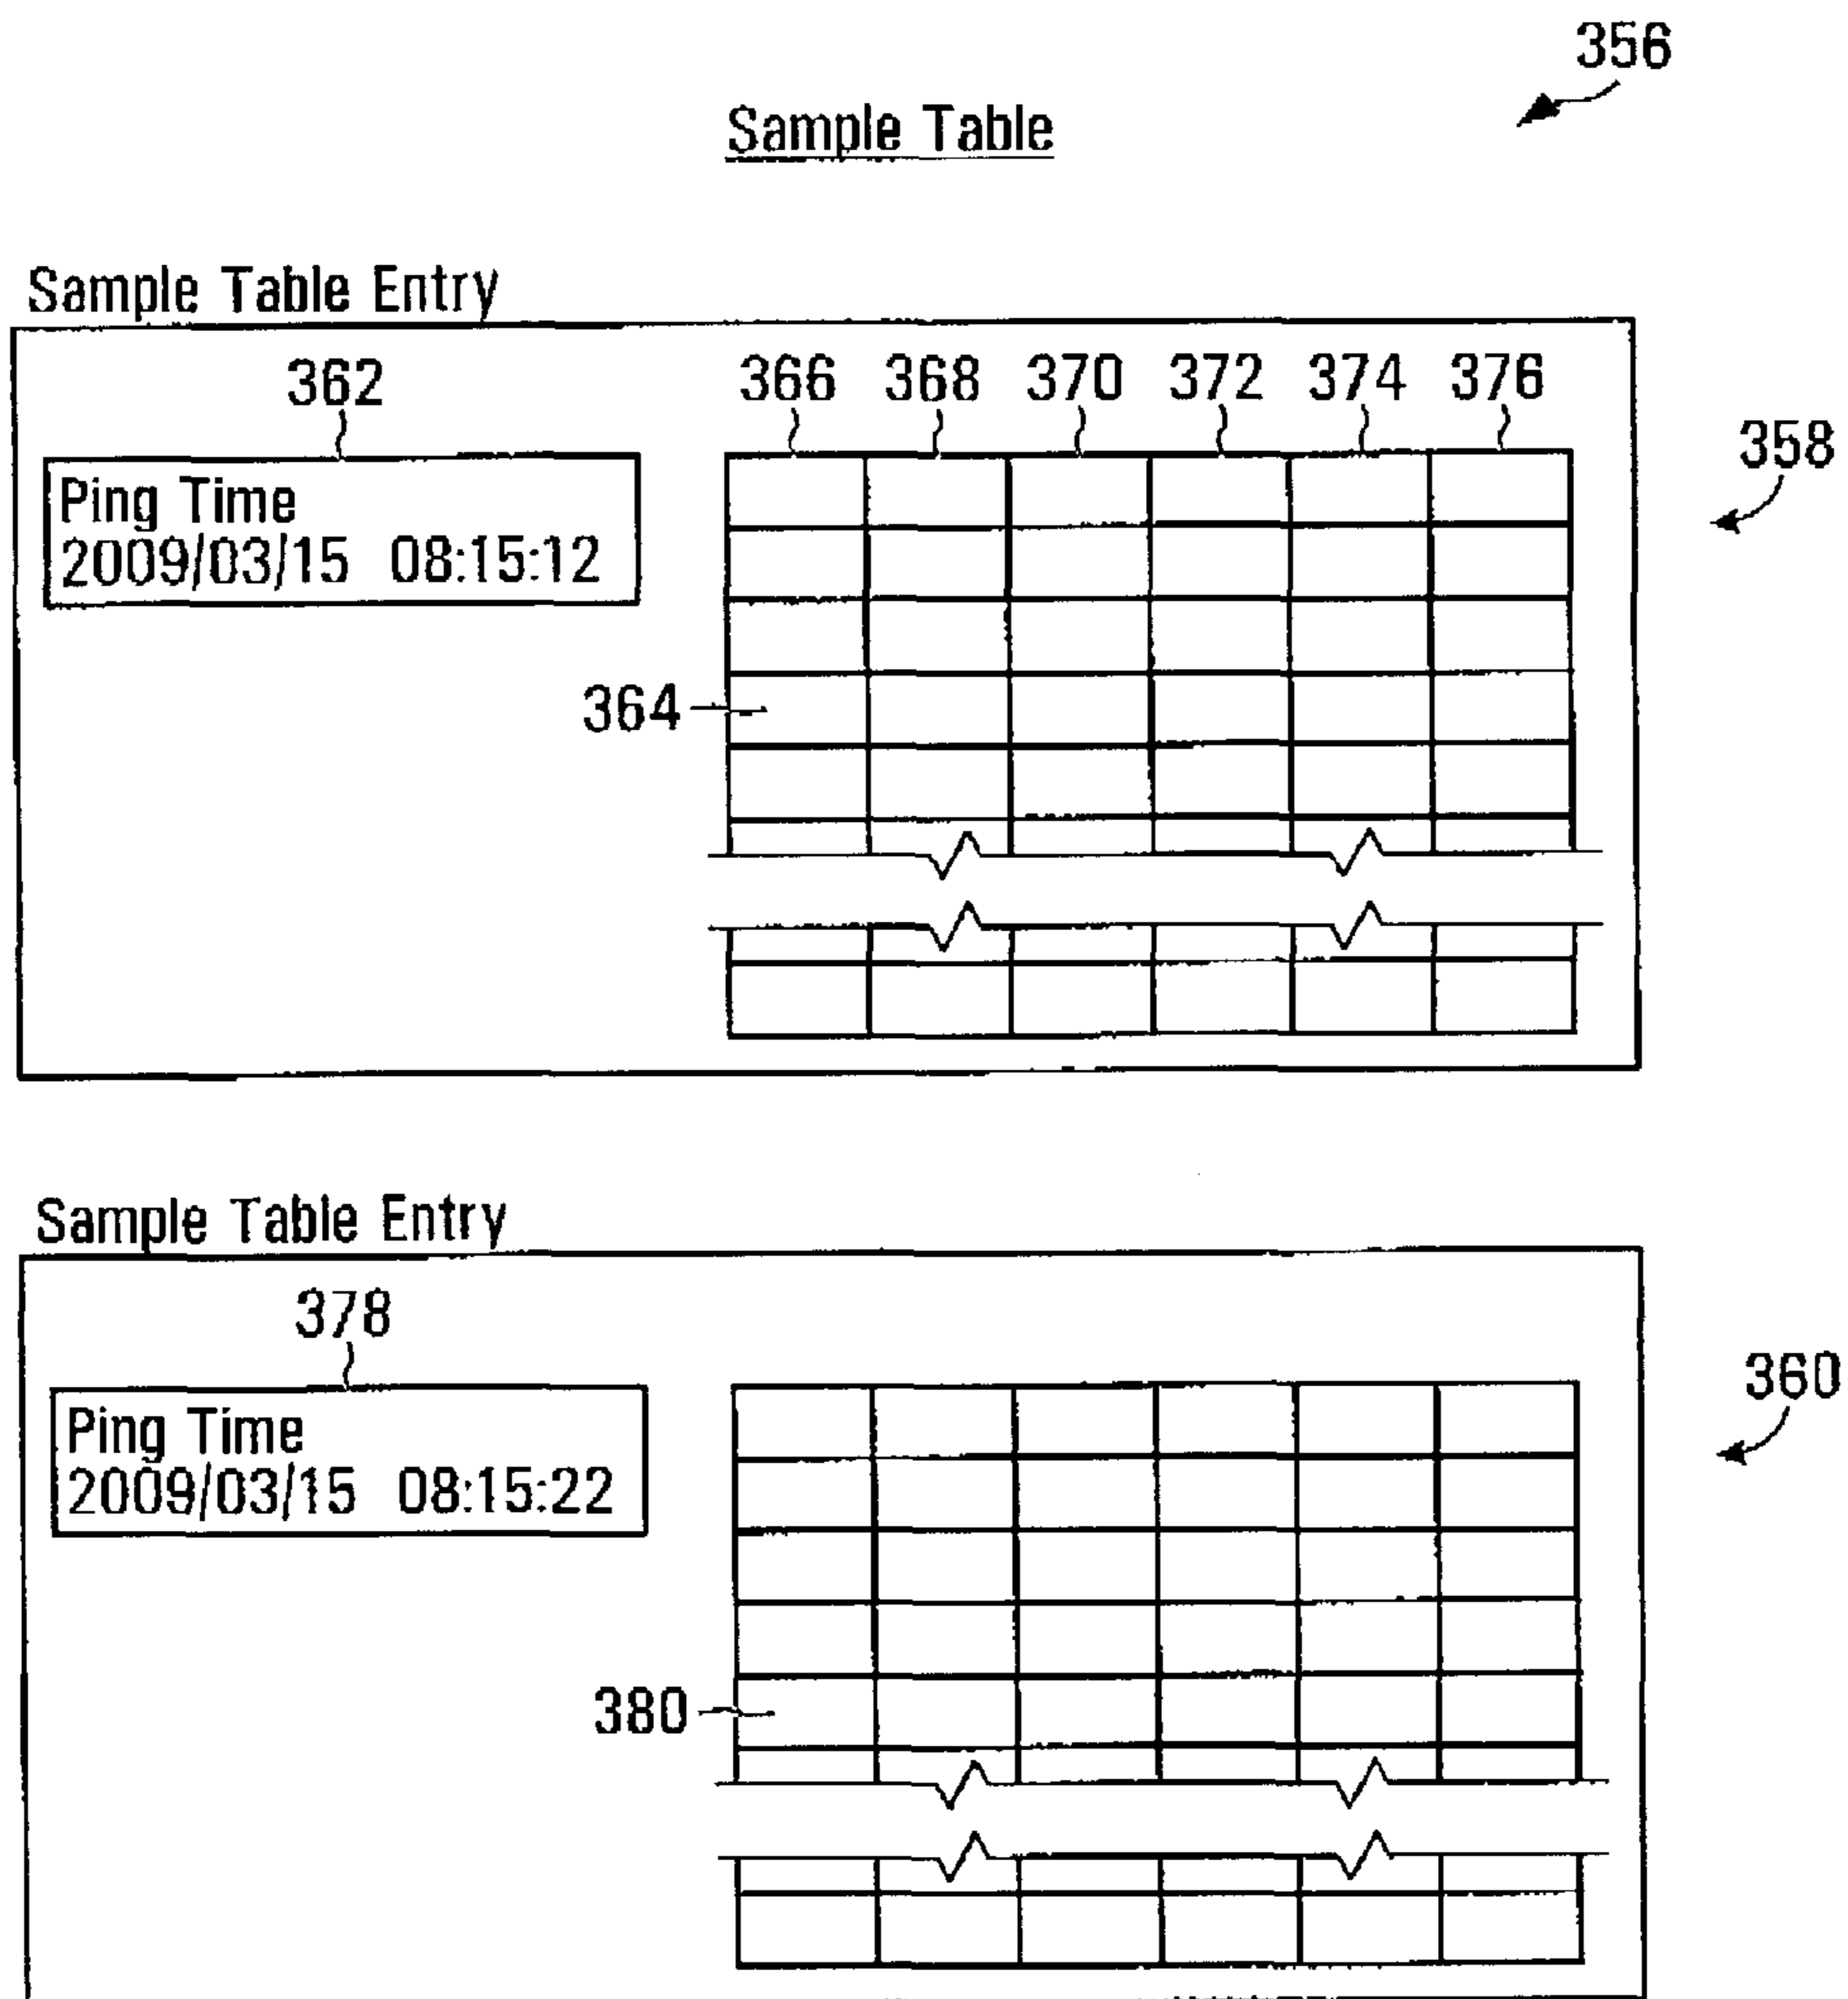 356
Sample Table
Sample Table Entry
362
366 368 370 372 374 376
358
Ping Time
2009/03/15 08:15:12
364
Sample Table Entry
378
360
Ping Time
2009/03/15 08:15:22
380